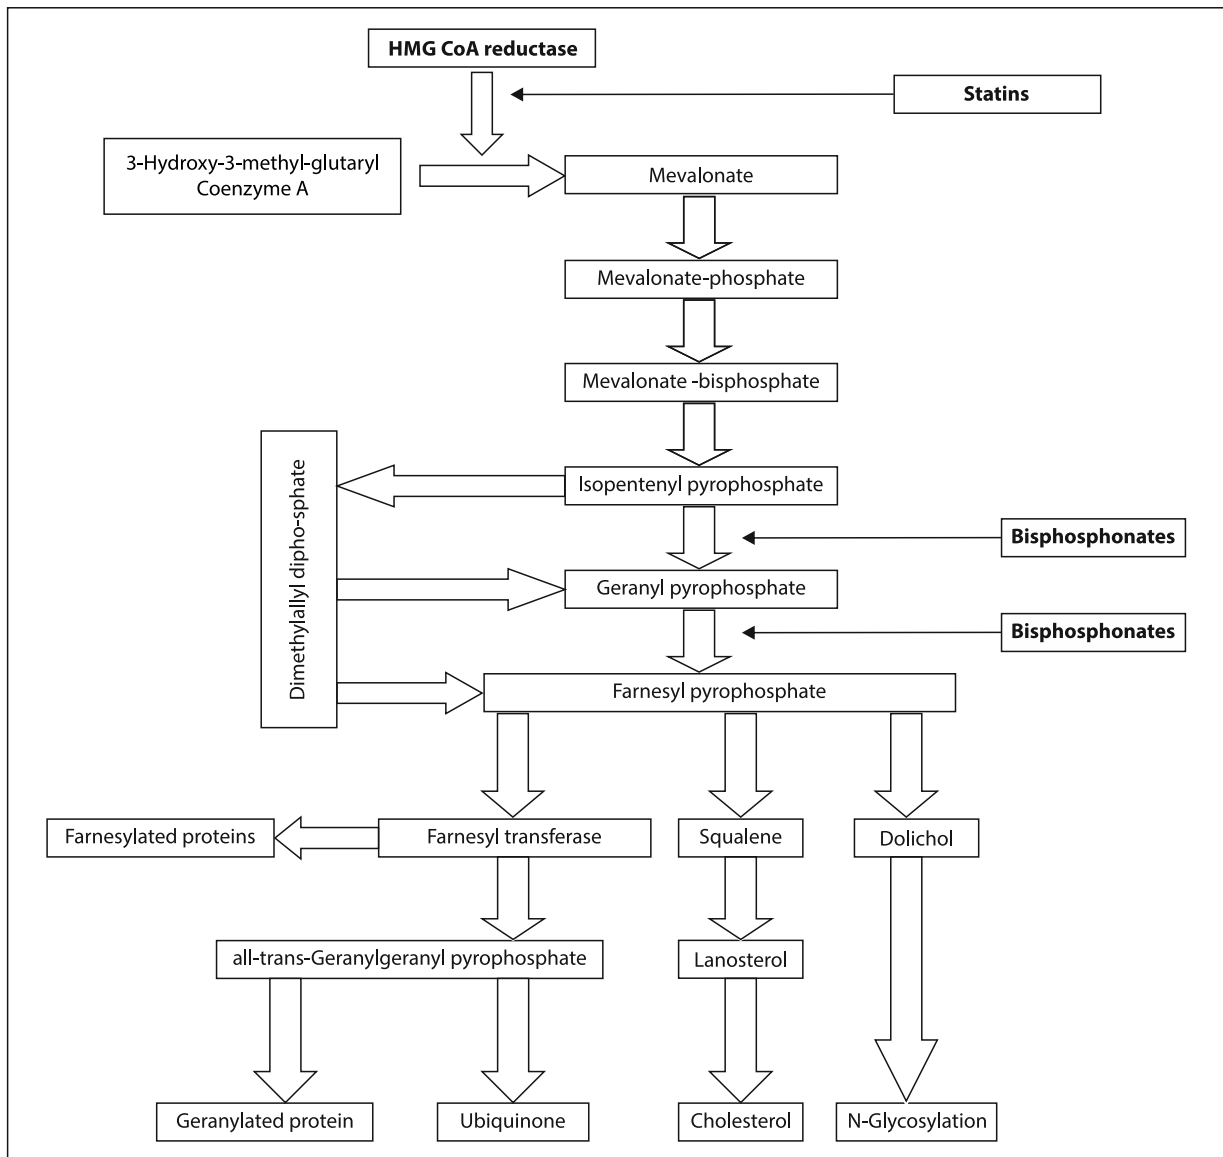 HMG CoA reductase
Statins
3-Hydroxy-3-methyl-glutaryl
Coenzyme A
Mevalonate
Mevalonate-phosphate
Mevalonate -bisphosphate
Dimethylallyl dipho-sphate
Isopentenyl pyrophosphate
Bisphosphonates
Geranyl pyrophosphate
Bisphosphonates
Farnesyl pyrophosphate
Farnesylated proteins
Farnesyl transferase
Squalene
Dolichol
all-trans-Geranylgeranyl pyrophosphate
Lanosterol
Geranylated protein
Ubiquinone
Cholesterol
N-Glycosylation